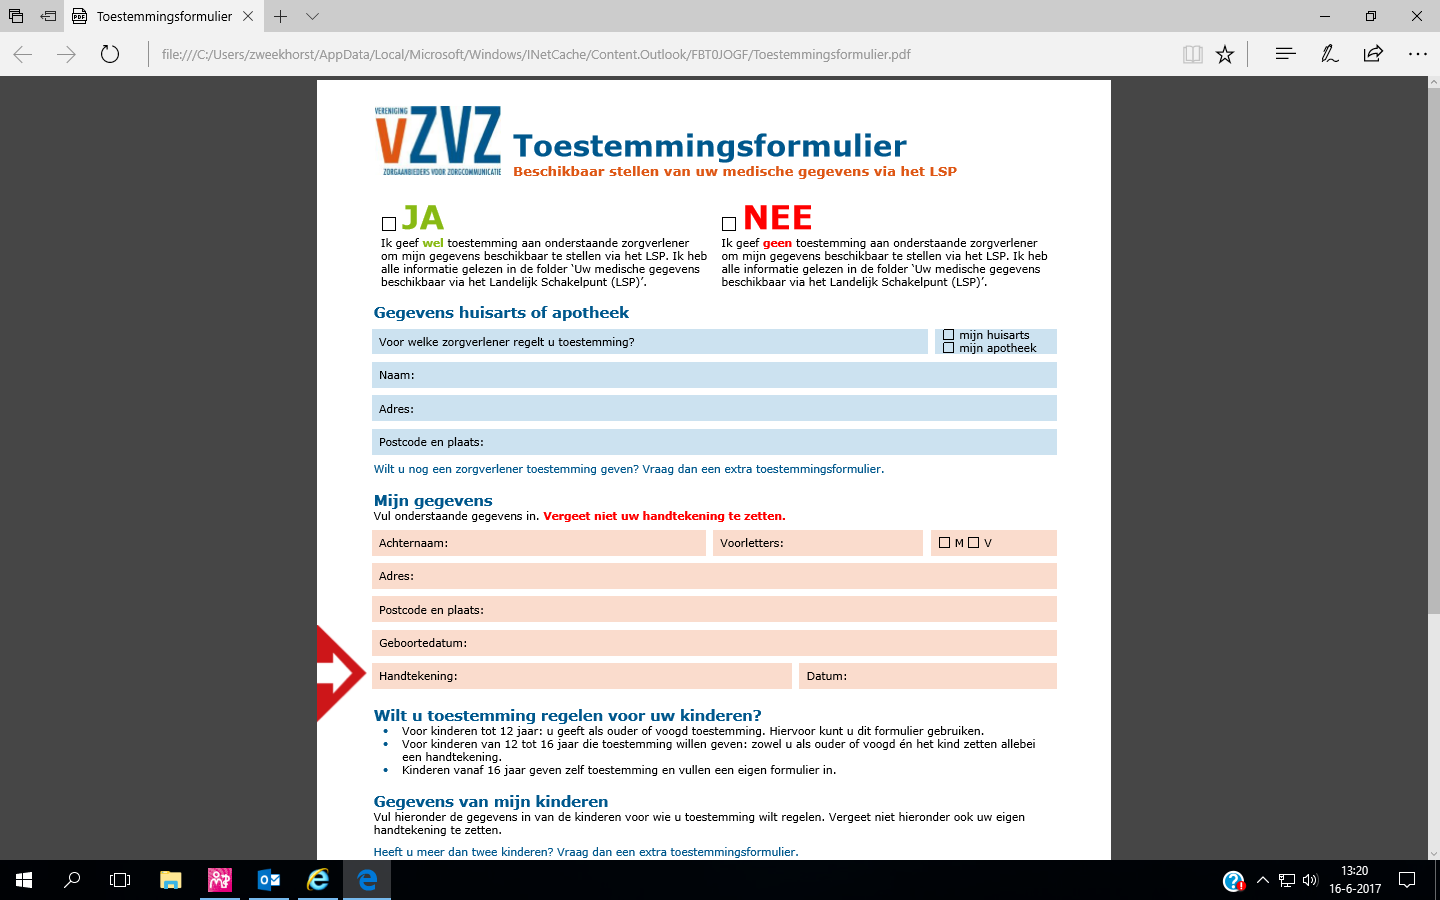 Toestemmingsformulier
file:///C:/Users/zweekhorst/AppData/Local/Microsoft/Windows/INetCache/Content.Outlook/FBT0JOGF/Toestemmingsformulier.pdf
VERENIGING
VZVZ
ZORGAANBIEDERS VOOR ZORGCOMMUNICATIE
Toestemmingsformulier
Beschikbaar stellen van uw medische gegevens via het LSP
JA
Ik geef wel toestemming aan onderstaande zorgverlener
om mijn gegevens beschikbaar te stellen via het LSP. Ik heb
alle informatie gelezen in de folder ‘Uw medische gegevens
beschikbaar via het Landelijk Schakelpunt (LSP)’.
NEE
Ik geef geen toestemming aan onderstaande zorgverlener
om mijn gegevens beschikbaar te stellen via het LSP. Ik heb
alle informatie gelezen in de folder ‘Uw medische gegevens
beschikbaar via het Landelijk Schakelpunt (LSP)’.
Gegevens huisarts of apotheek
Voor welke zorgverlener regelt u toestemming?
mijn huisarts
mijn apotheek
Naam:
Adres:
Postcode en plaats:
Wilt u nog een zorgverlener toestemming geven? Vraag dan een extra toestemmingsformulier.
Mijn gegevens
Vul onderstaande gegevens in. Vergeet niet uw handtekening te zetten.
Achternaam: Voorletters: M V
Adres:
Postcode en plaats:
Geboortedatum:
Handtekening: Datum:
Wilt u toestemming regelen voor uw kinderen?
• Voor kinderen tot 12 jaar: u geeft als ouder of voogd toestemming. Hiervoor kunt u dit formulier gebruiken.
• Voor kinderen van 12 tot 16 jaar die toestemming willen geven: zowel u als ouder of voogd én het kind zetten allebei
een handtekening.
• Kinderen vanaf 16 jaar geven zelf toestemming en vullen een eigen formulier in.
Gegevens van mijn kinderen
Vul hieronder de gegevens in van de kinderen voor wie u toestemming wilt regelen. Vergeet niet hieronder ook uw eigen
handtekening te zetten.
Heeft u meer dan twee kinderen? Vraag dan een extra toestemmingsformulier.
13:20
16-6-2017